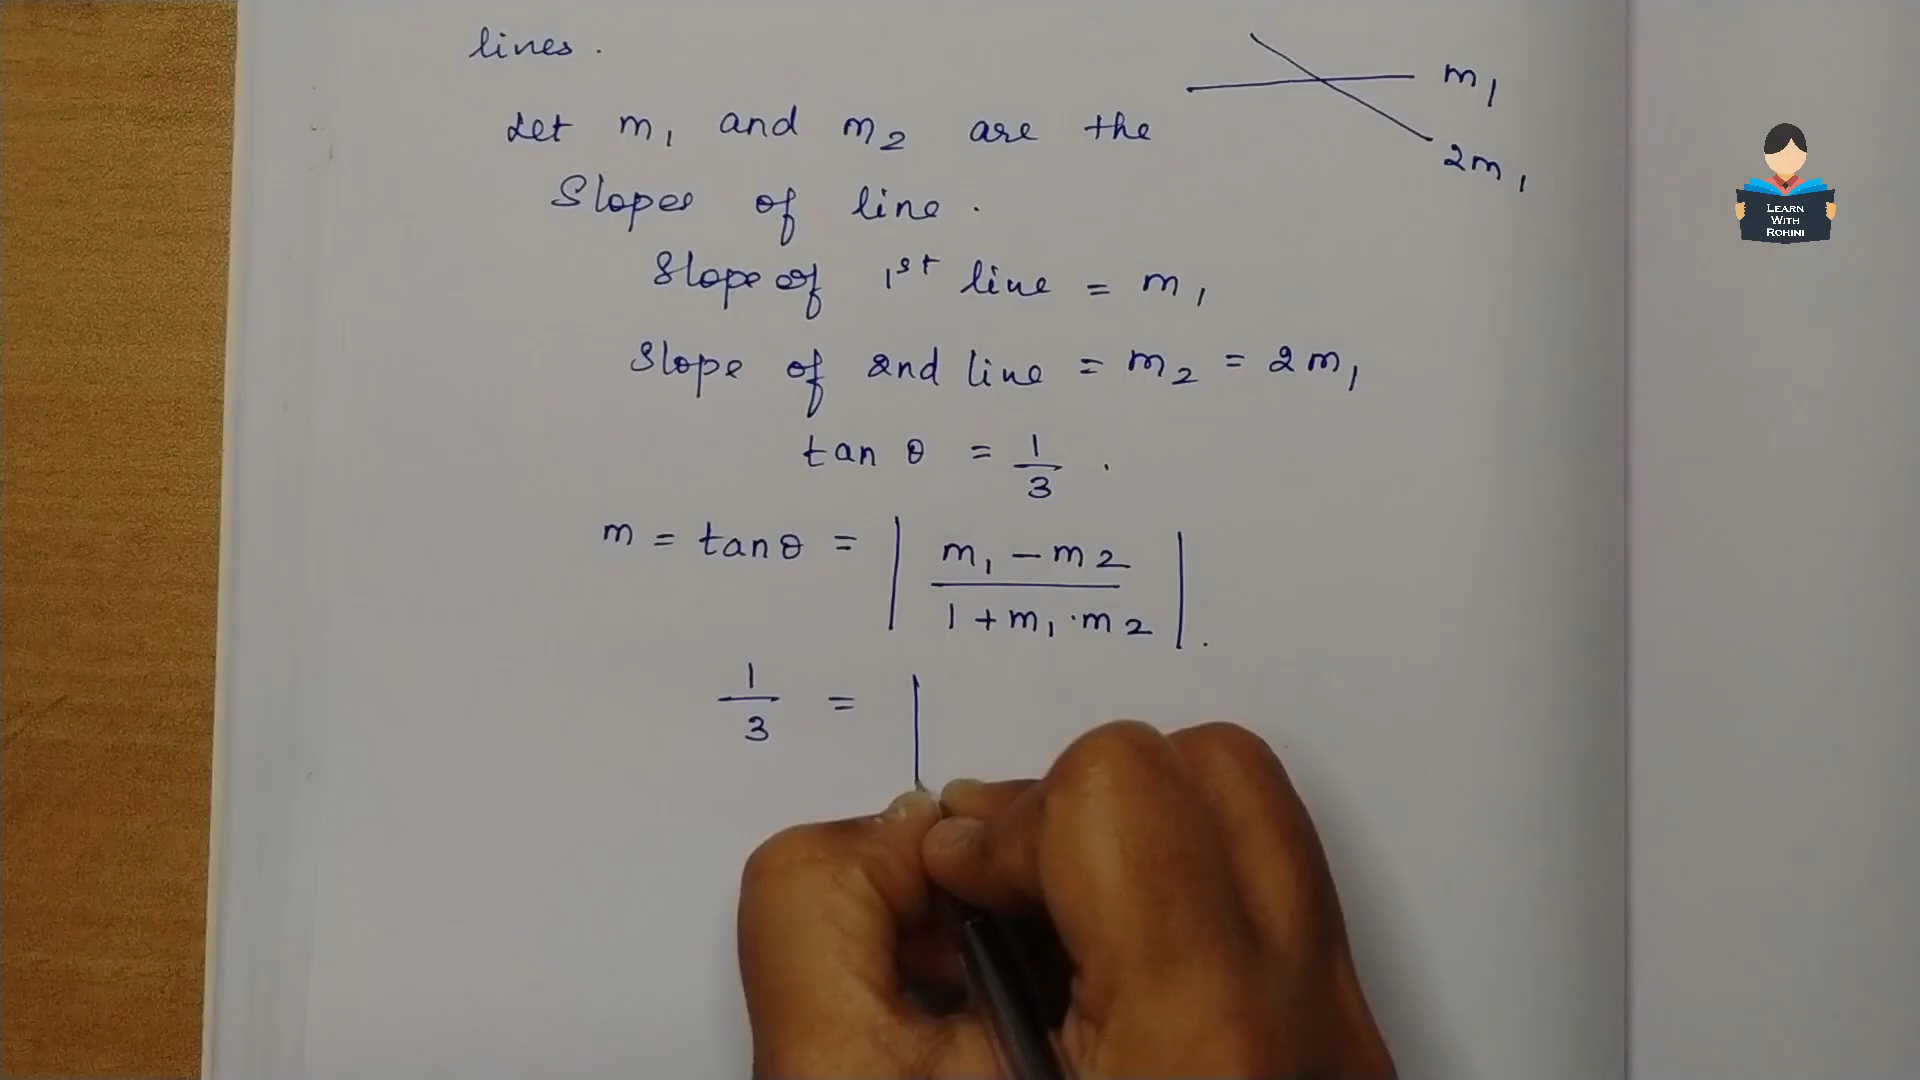 lines.
m₁
Let m₁ and m₂ are the
2m₁
Slopes of line.
LEARN
WITH
ROHINI
Slope of 1ˢᵗ line = m₁
Slope of 2nd line = m₂ = 2m₁
tan θ = 1/3.
m = tanθ = | (m₁ - m₂)/(1 + m₁·m₂) |.
1/3 = |